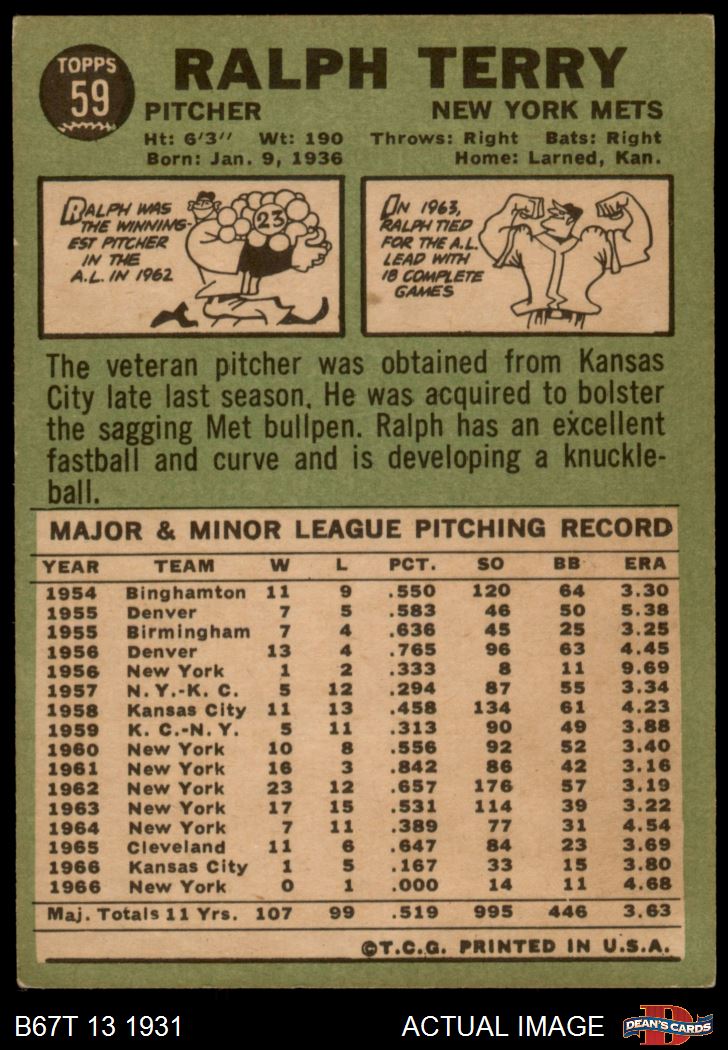 TOPPS
59
RALPH TERRY
PITCHER NEW YORK METS
Ht: 6'3" Wt: 190 Throws: Right Bats: Right
Born: Jan. 9, 1936 Home: Larned, Kan.
RALPH WAS
THE WINNING-
EST PITCHER
IN THE
A.L. IN 1962
23
IN 1963,
RALPH TIED
FOR THE A.L.
LEAD WITH
18 COMPLETE
GAMES
The veteran pitcher was obtained from Kansas
City late last season. He was acquired to bolster
the sagging Met bullpen. Ralph has an excellent
fastball and curve and is developing a knuckle-
ball.
MAJOR & MINOR LEAGUE PITCHING RECORD
YEAR TEAM W L PCT. SO BB ERA
1954 Binghamton 11 9 .550 120 64 3.30
1955 Denver 7 5 .583 46 50 5.38
1955 Birmingham 7 4 .636 45 25 3.25
1956 Denver 13 4 .765 96 63 4.45
1956 New York 1 2 .333 8 11 9.69
1957 N.Y.-K.C. 5 12 .294 87 55 3.34
1958 Kansas City 11 13 .458 134 61 4.23
1959 K.C.-N.Y. 5 11 .313 90 49 3.88
1960 New York 10 8 .556 92 52 3.40
1961 New York 16 3 .842 86 42 3.16
1962 New York 23 12 .657 176 57 3.19
1963 New York 17 15 .531 114 39 3.22
1964 New York 7 11 .389 77 31 4.54
1965 Cleveland 11 6 .647 84 23 3.69
1966 Kansas City 1 5 .167 33 15 3.80
1966 New York 0 1 .000 14 11 4.68
Maj. Totals 11 Yrs. 107 99 .519 995 446 3.63
©T.C.G. PRINTED IN U.S.A.
B67T 13 1931 ACTUAL IMAGE D DEAN'S CARDS